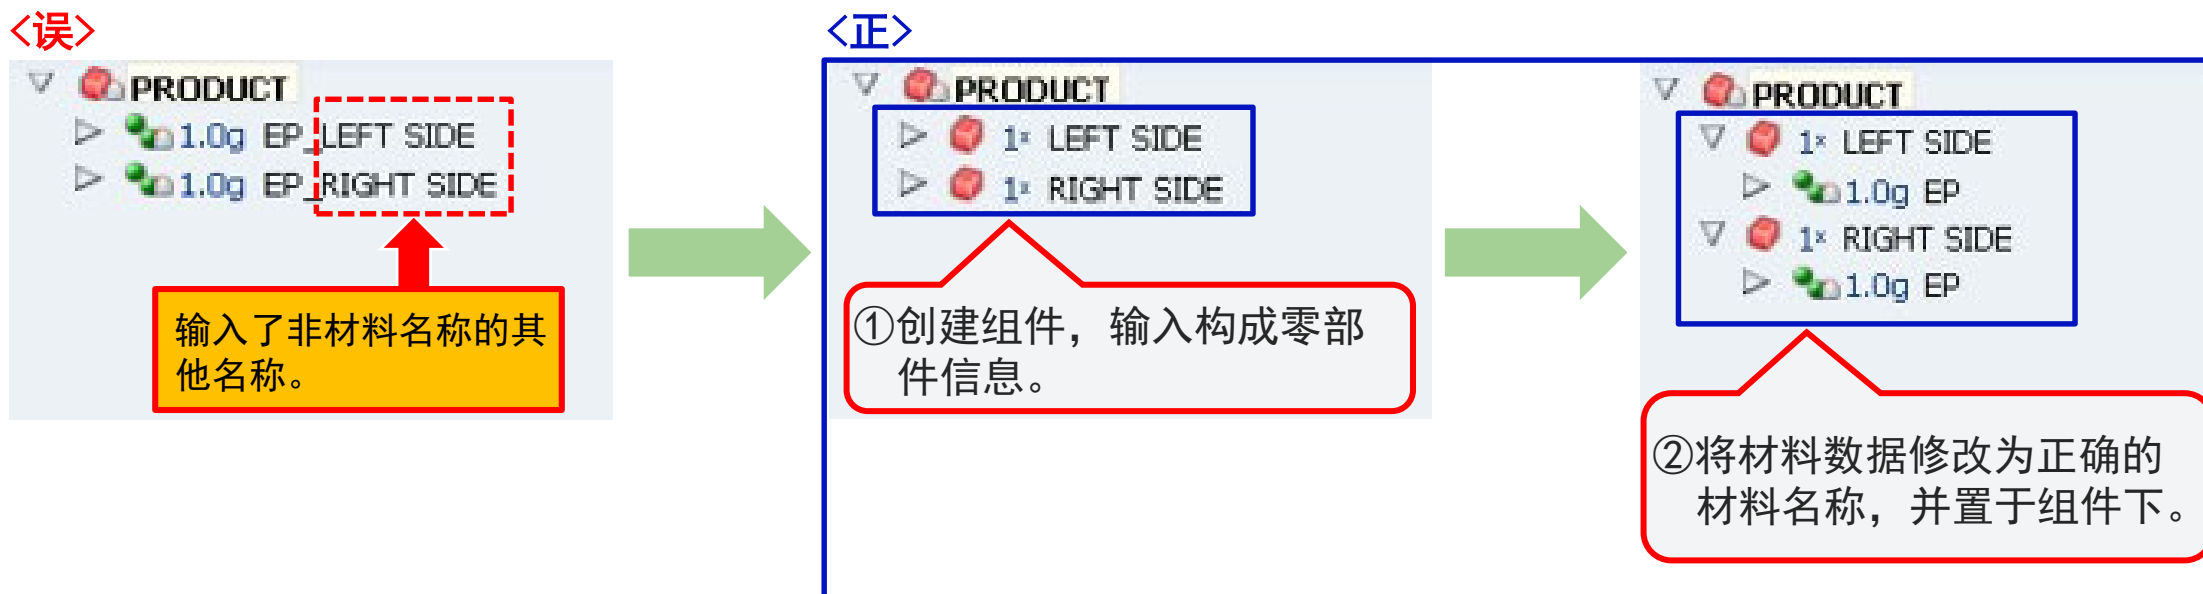 <误>
PRODUCT
1.0g EP_LEFT SIDE
1.0g EP_RIGHT SIDE
输入了非材料名称的其
他名称。
<正>
PRODUCT
1x LEFT SIDE
1x RIGHT SIDE
①创建组件，输入构成零部
件信息。
PRODUCT
1x LEFT SIDE
1.0g EP
1x RIGHT SIDE
1.0g EP
②将材料数据修改为正确的
材料名称，并置于组件下。